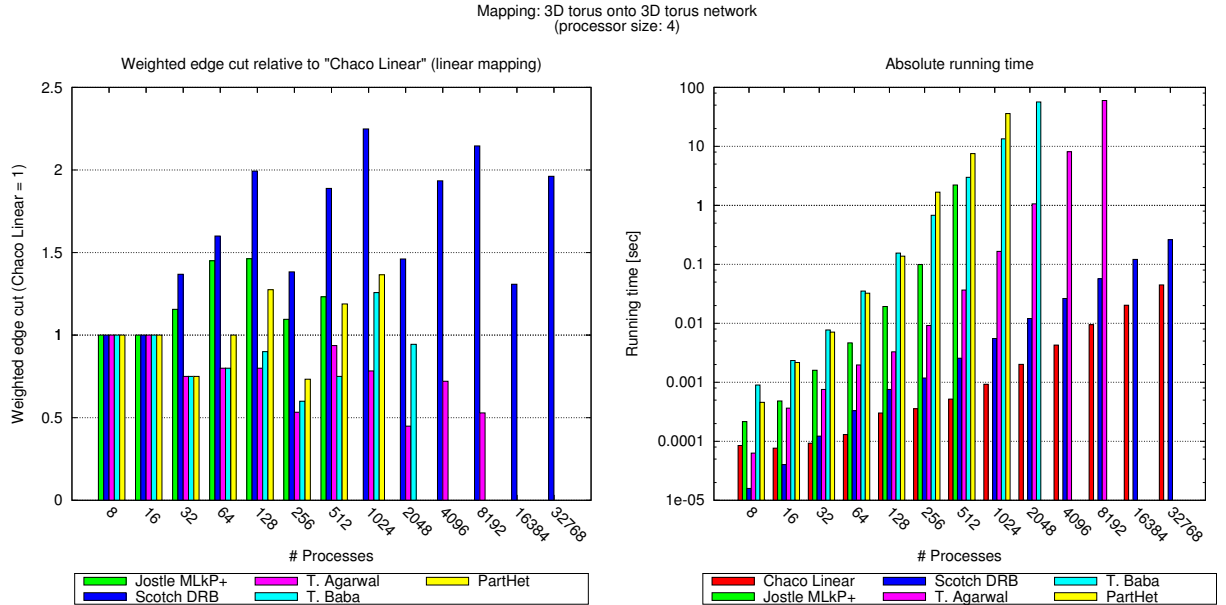 Mapping: 3D torus onto 3D torus network
(processor size: 4)
Weighted edge cut relative to "Chaco Linear" (linear mapping)
Weighted edge cut (Chaco Linear = 1)
2.5
2
1.5
1
0.5
0
8 16 32 64 128 256 512 1024 2048 4096 8192 16384 32768
# Processes
Jostle MLkP+ T. Agarwal PartHet
Scotch DRB T. Baba
Absolute running time
Running time [sec]
100
10
1
0.1
0.01
0.001
0.0001
1e-05
8 16 32 64 128 256 512 1024 2048 4096 8192 16384 32768
# Processes
Chaco Linear Scotch DRB T. Baba
Jostle MLkP+ T. Agarwal PartHet